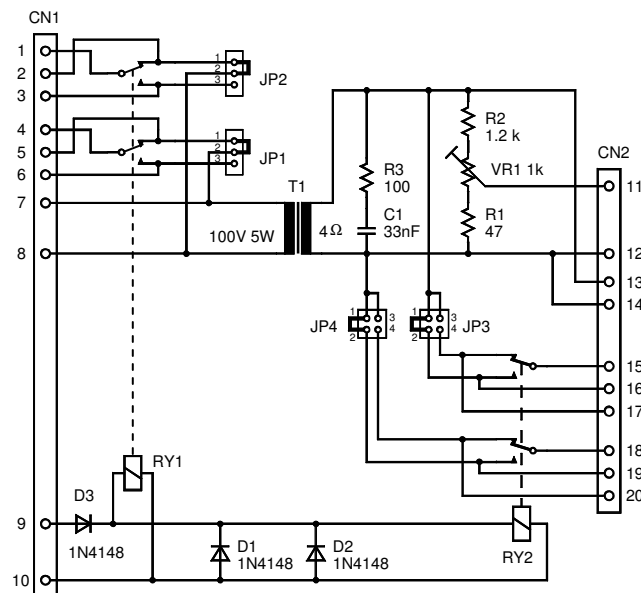 CN1
1
2
3
4
5
6
7
8
9
10
1
2
3
JP2
1
2
3
JP1
T1
100V 5W
4Ω
R3
100
C1
33nF
R2
1.2 k
VR1 1k
R1
47
CN2
11
12
13
14
15
16
17
18
19
20
1
2
3
4
JP4
1
2
3
4
JP3
RY1
D3
1N4148
D1
1N4148
D2
1N4148
RY2